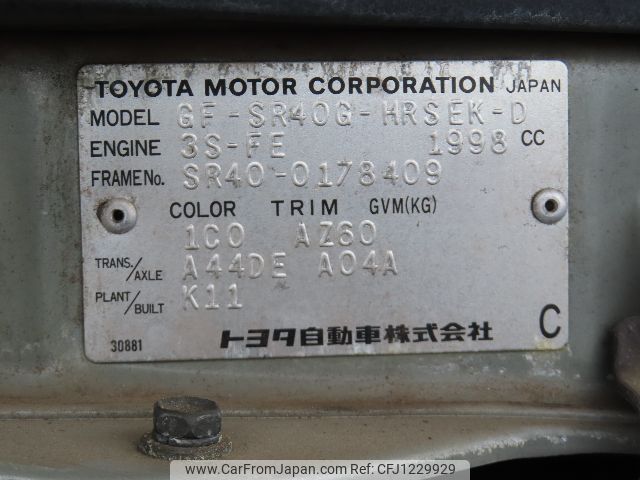 TOYOTA MOTOR CORPORATION JAPAN
MODEL GF-SR40G-HRSEK-D
ENGINE 3S-FE 1998 CC
FRAME No. SR40-0178409
COLOR TRIM GVM(KG)
1C0 AZ60
TRANS./AXLE A44DE A04A
PLANT/BUILT K11
30881 トヨタ自動車株式会社 C
www.CarFromJapan.com | CFJ1229929